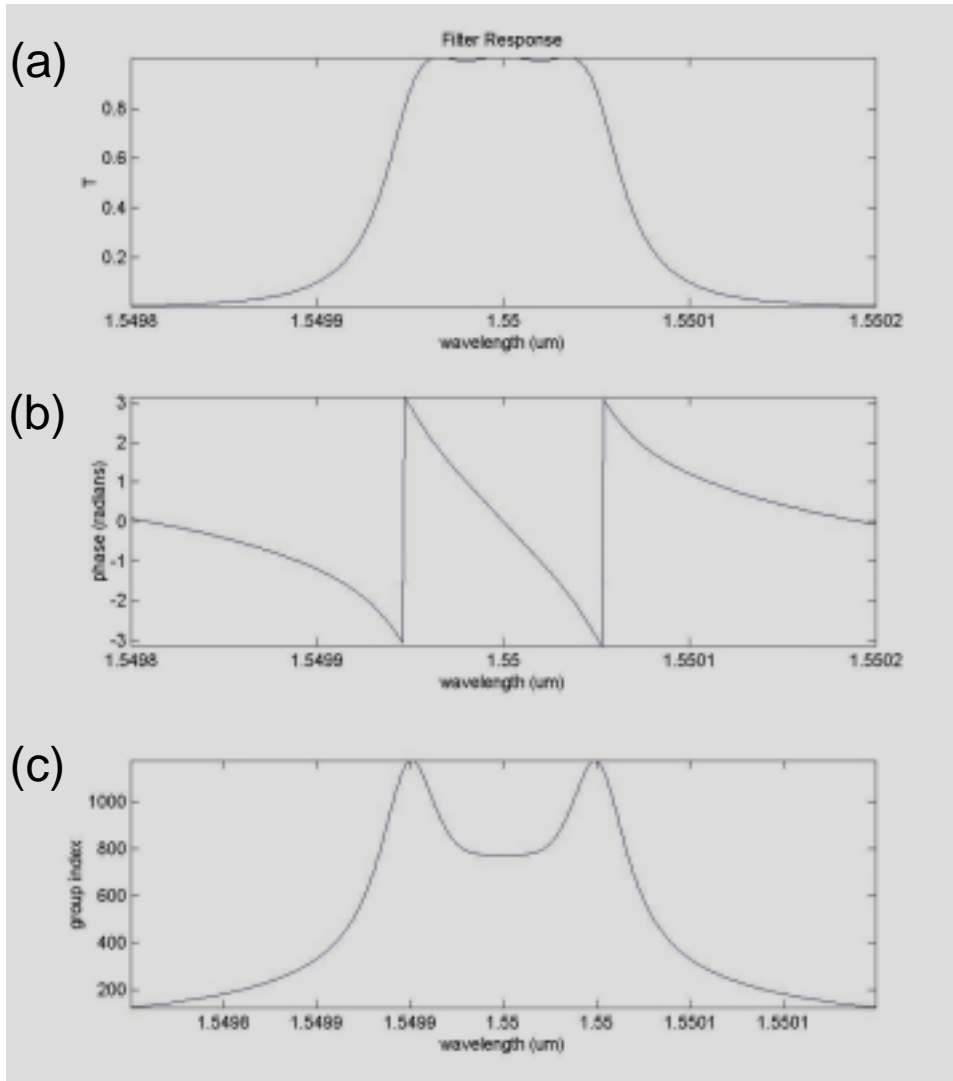 (a)
Filter Response
T
0.8
0.6
0.4
0.2
1.5498 1.5499 1.55 1.5501 1.5502
wavelength (um)
(b)
phase (radians)
3
2
1
0
-1
-2
-3
1.5498 1.5499 1.55 1.5501 1.5502
wavelength (um)
(c)
group index
1000
800
600
400
200
1.5498 1.5499 1.5499 1.55 1.55 1.5501 1.5501
wavelength (um)